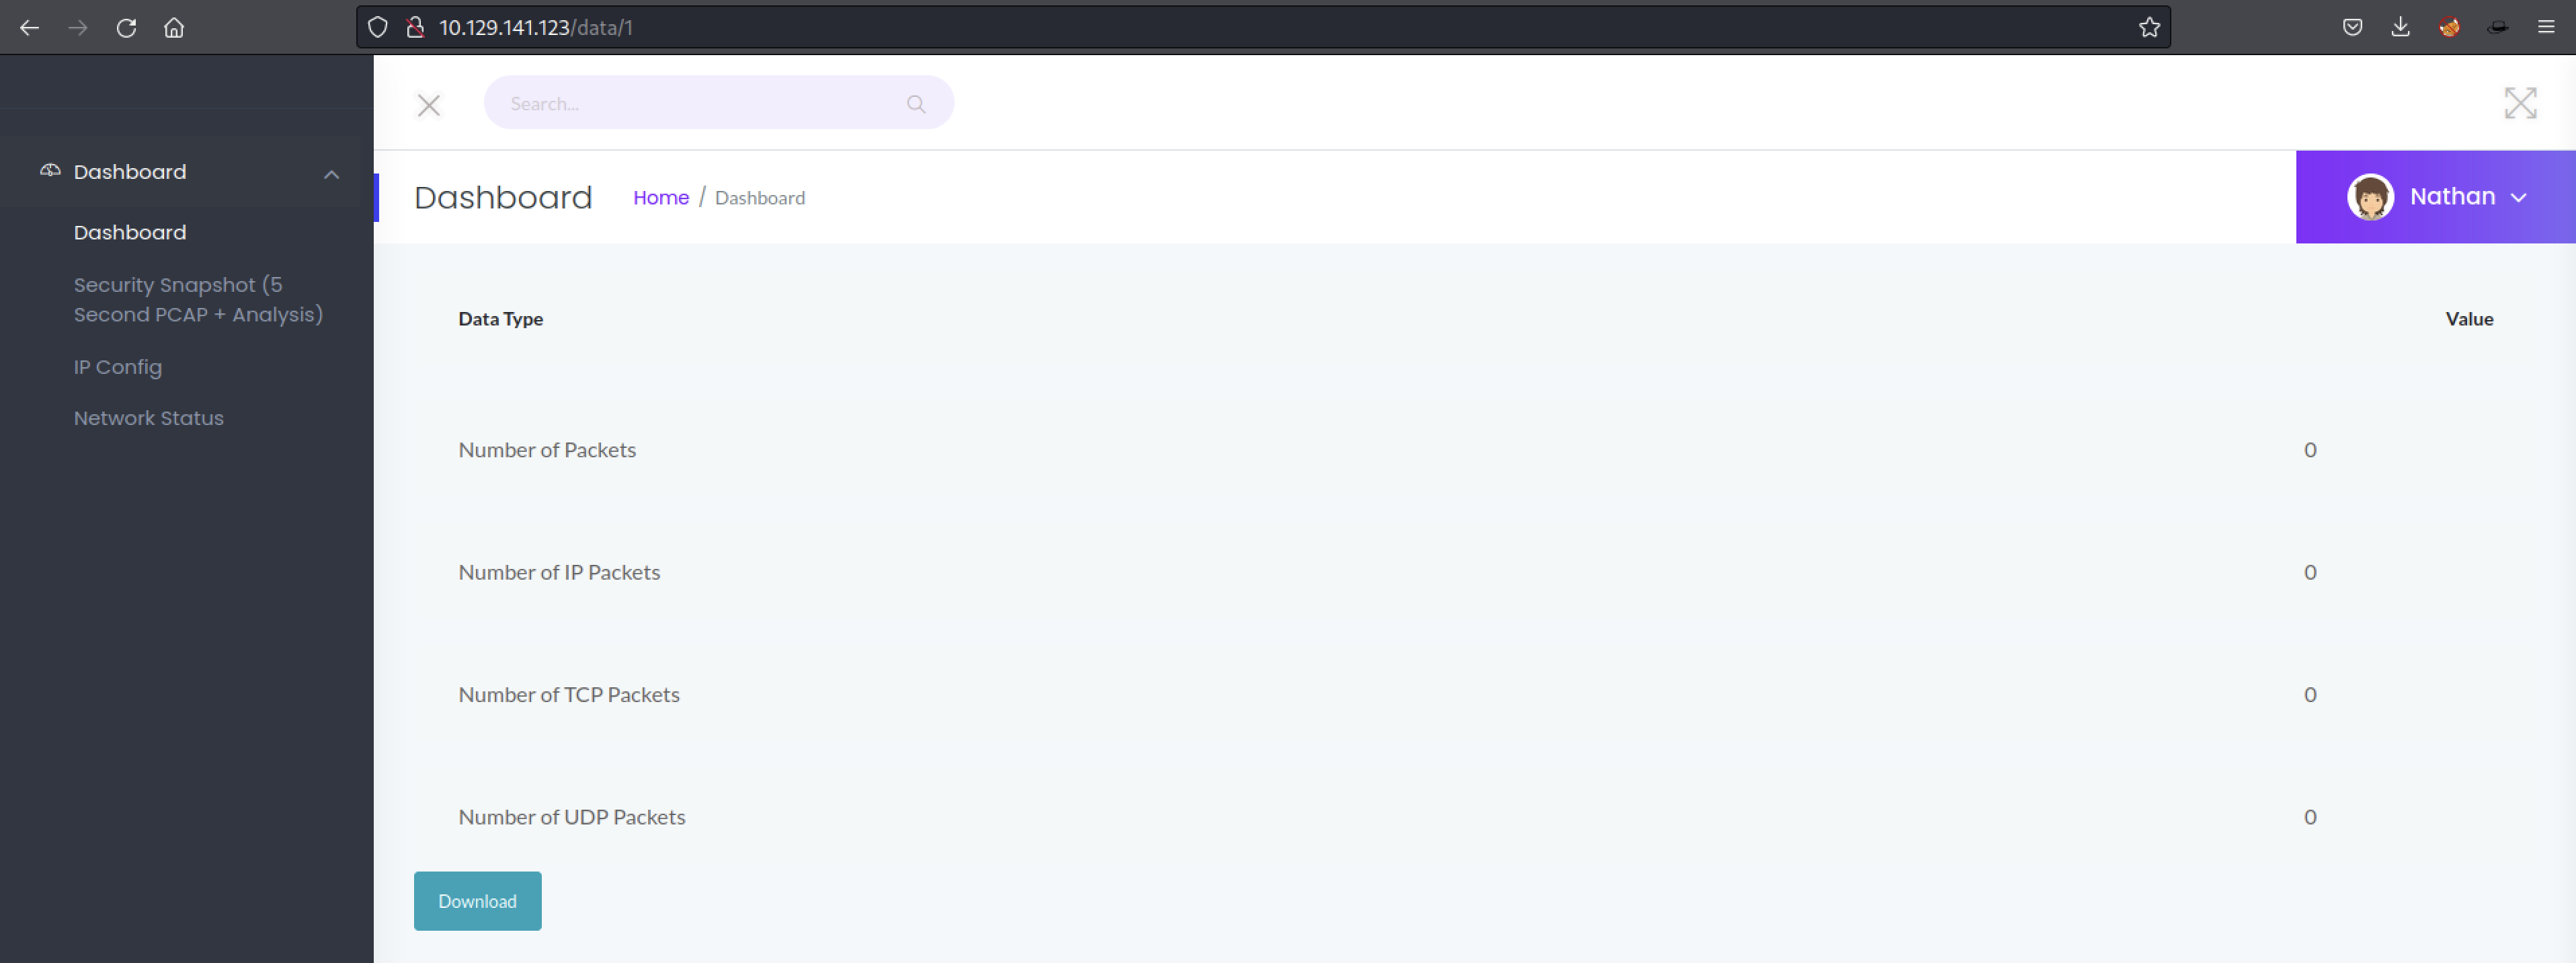 10.129.141.123/data/1
Search...
Dashboard
Dashboard
Security Snapshot (5
Second PCAP + Analysis)
IP Config
Network Status
Dashboard Home / Dashboard
Nathan
Data Type Value
Number of Packets 0
Number of IP Packets 0
Number of TCP Packets 0
Number of UDP Packets 0
Download